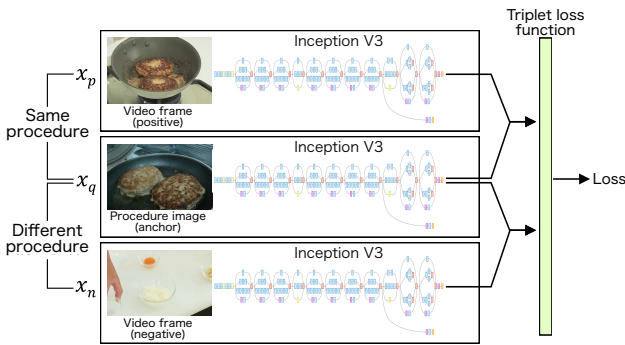 Triplet loss
function
Inception V3
x_p
Video frame
(positive)
Same
procedure
Inception V3
x_q
Loss
Procedure image
(anchor)
Different
procedure
Inception V3
x_n
Video frame
(negative)